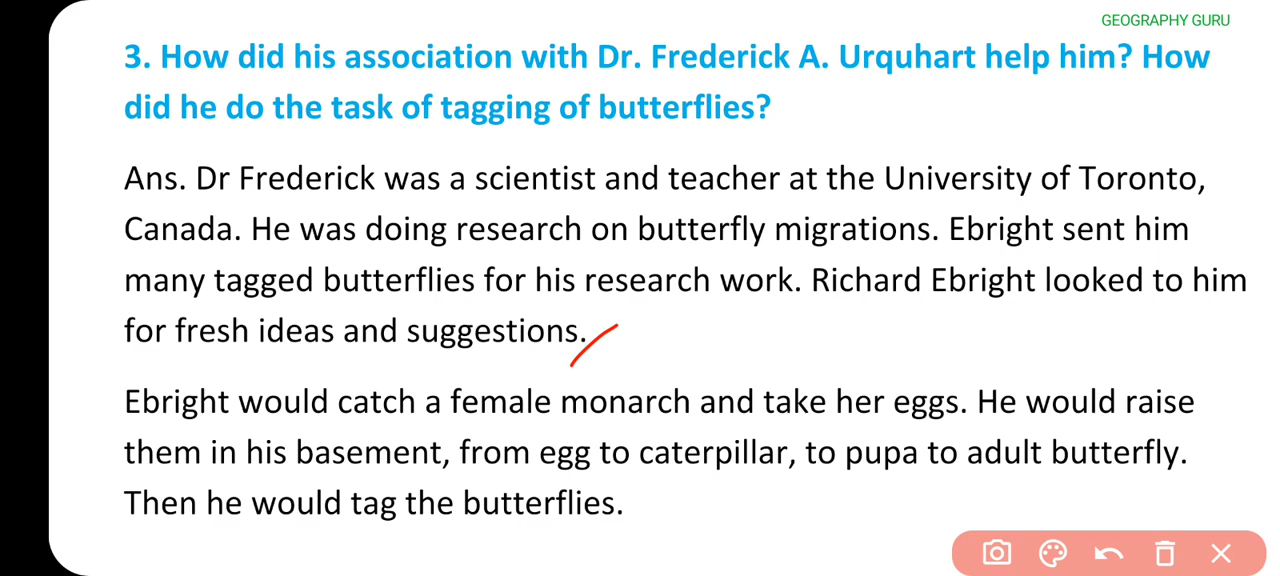 GEOGRAPHY GURU
3. How did his association with Dr. Frederick A. Urquhart help him? How
did he do the task of tagging of butterflies?
Ans. Dr Frederick was a scientist and teacher at the University of Toronto,
Canada. He was doing research on butterfly migrations. Ebright sent him
many tagged butterflies for his research work. Richard Ebright looked to him
for fresh ideas and suggestions.
Ebright would catch a female monarch and take her eggs. He would raise
them in his basement, from egg to caterpillar, to pupa to adult butterfly.
Then he would tag the butterflies.